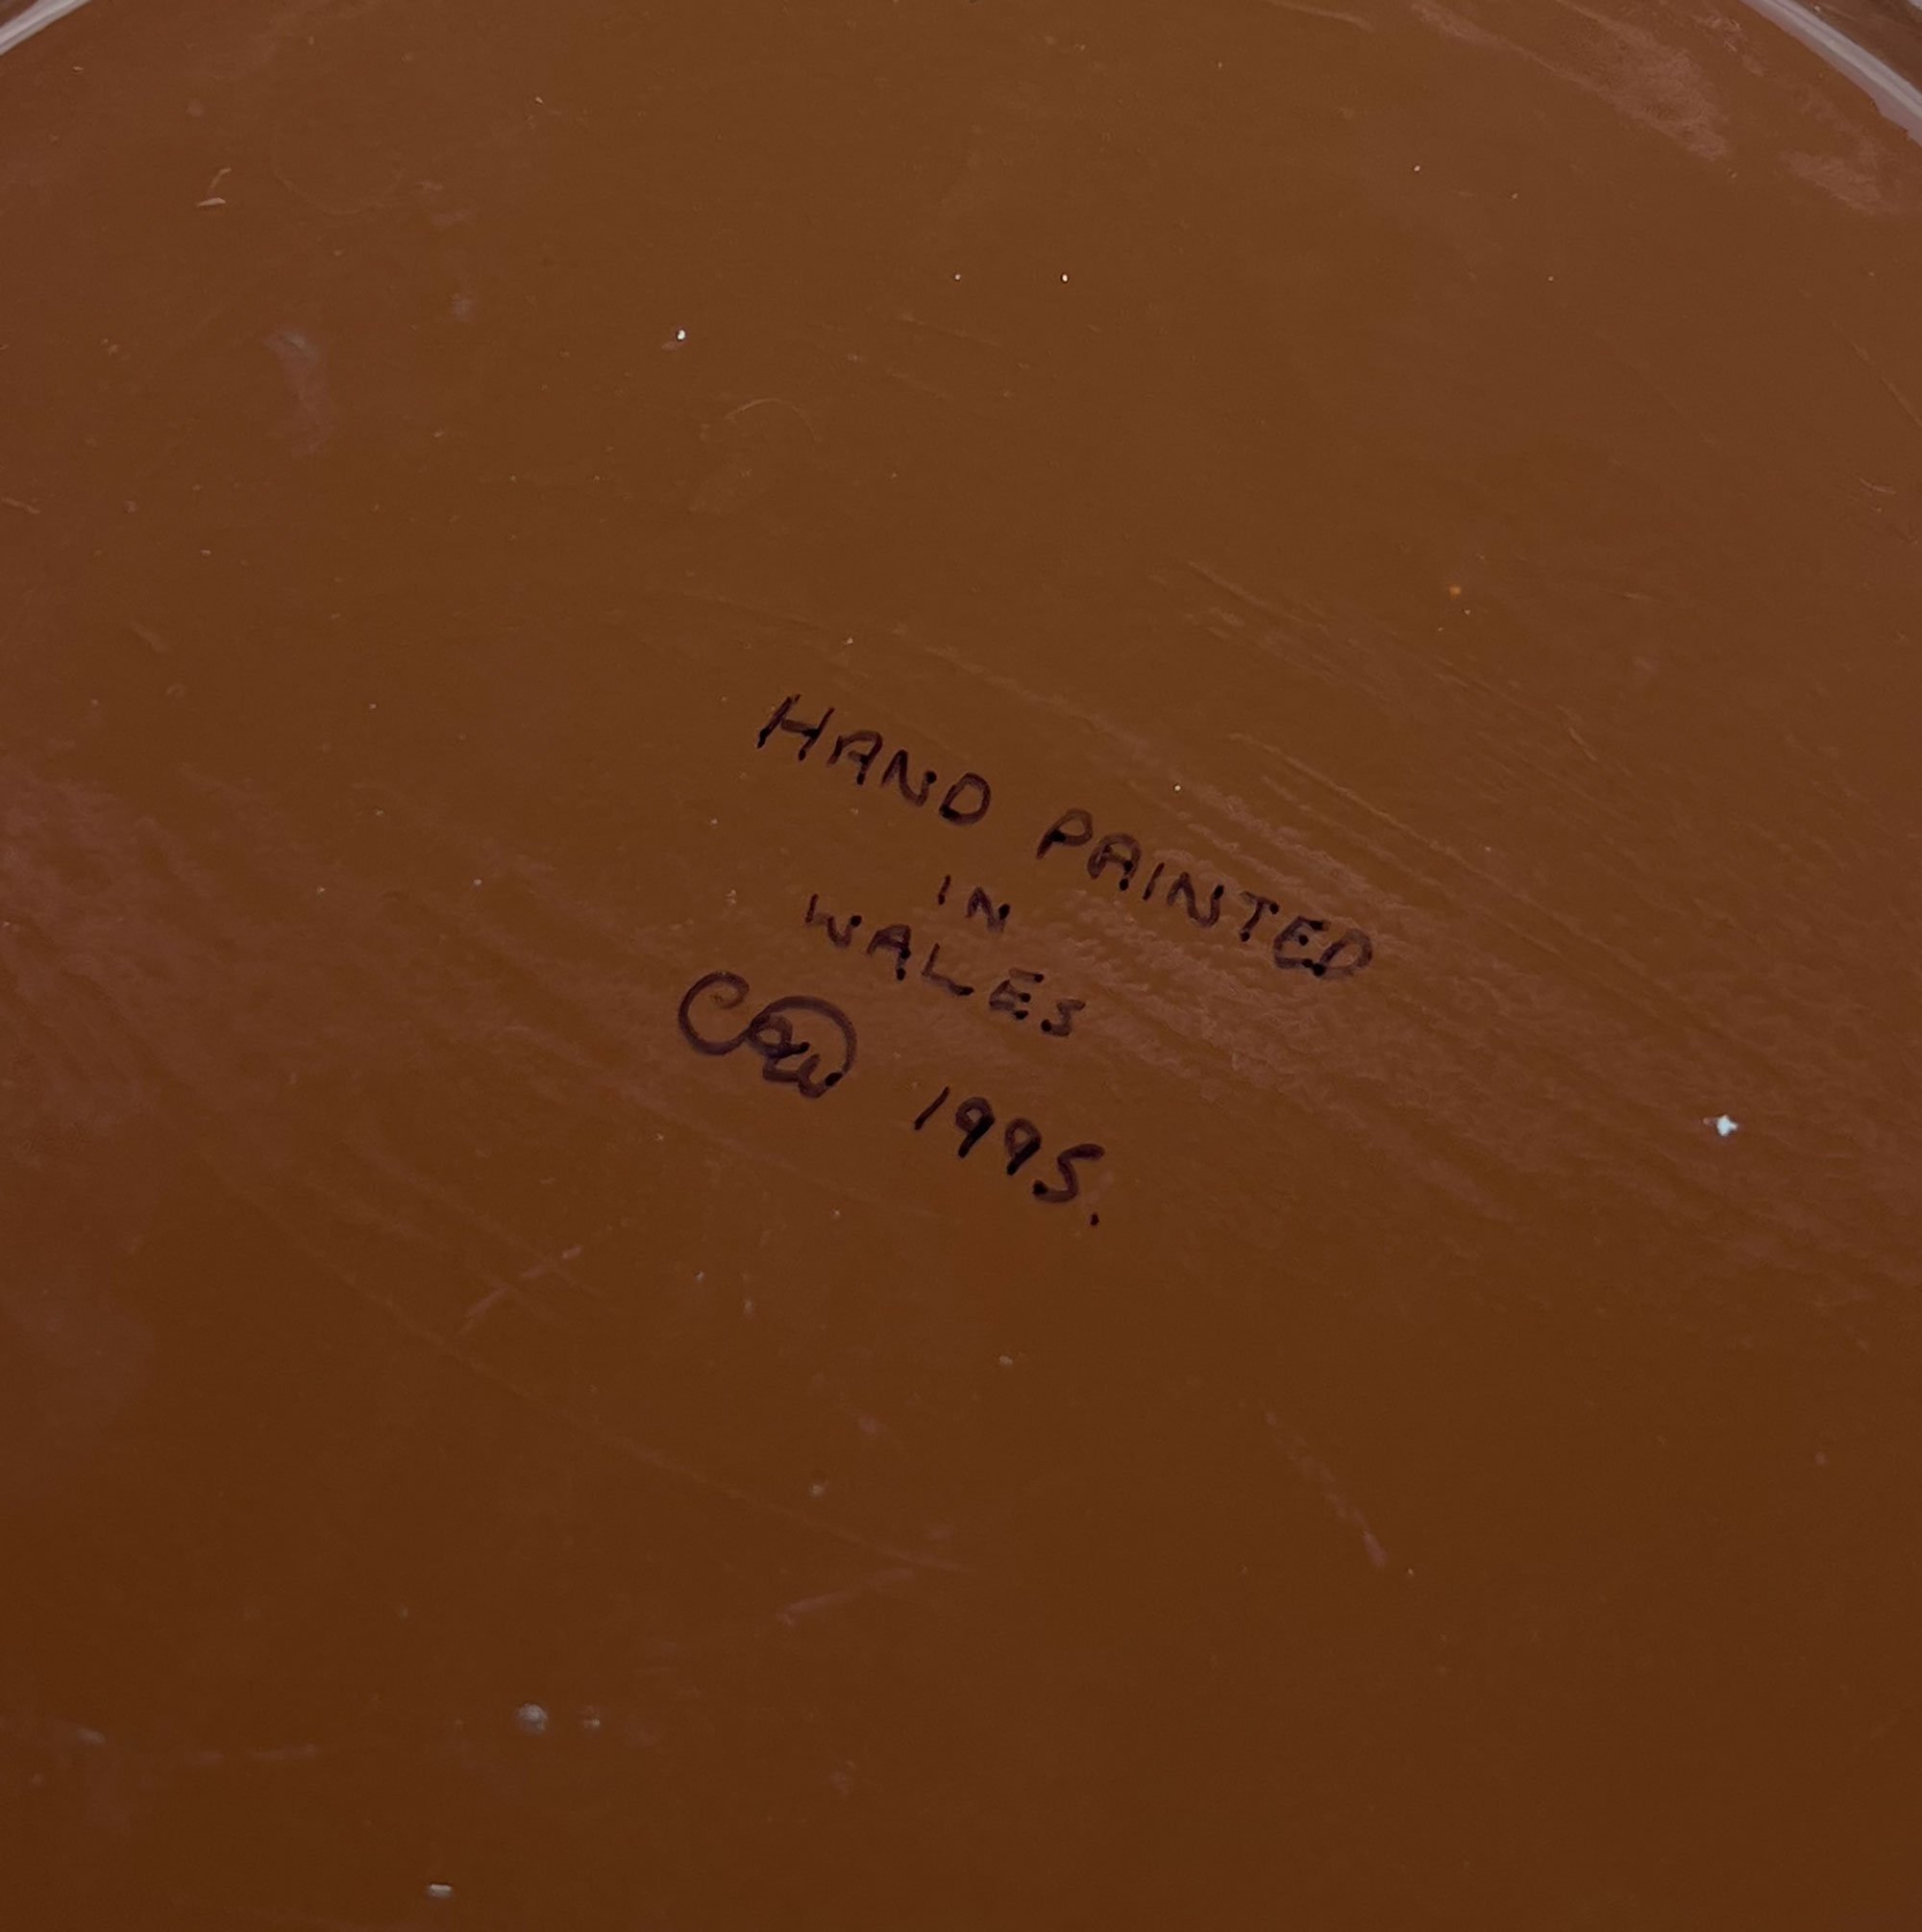 HAND PAINTED
IN
WALES
1995.